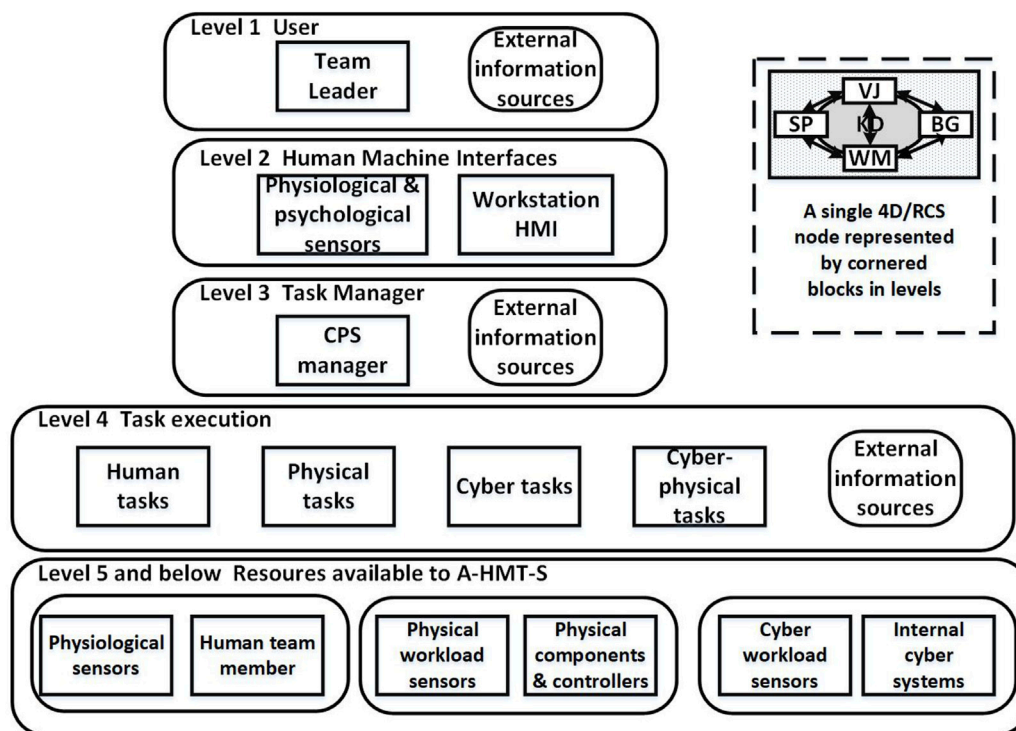 Level 1  User
Team
Leader
External
information
sources
Level 2  Human Machine Interfaces
Physiological &
psychological
sensors
Workstation
HMI
Level 3  Task Manager
CPS
manager
External
information
sources
VJ
SP
KD
BG
WM
A single 4D/RCS
node represented
by cornered
blocks in levels
Level 4  Task execution
Human
tasks
Physical
tasks
Cyber tasks
Cyber-
physical
tasks
External
information
sources
Level 5 and below  Resoures available to A-HMT-S
Physiological
sensors
Human team
member
Physical
workload
sensors
Physical
components
& controllers
Cyber
workload
sensors
Internal
cyber
systems